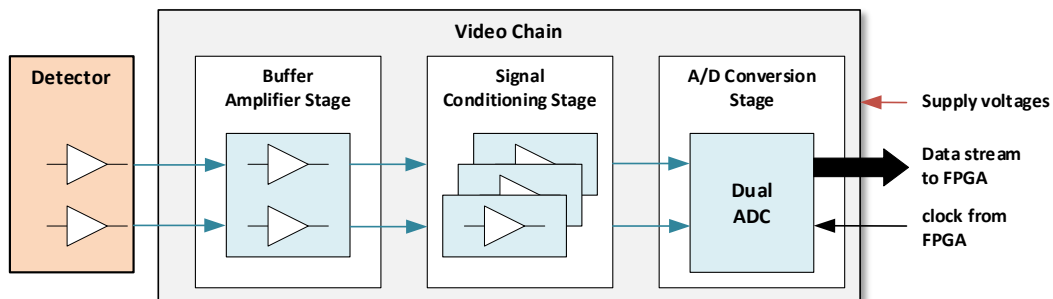 Video Chain
Detector
Buffer
Amplifier Stage
Signal
Conditioning Stage
A/D Conversion
Stage
Dual
ADC
Supply voltages
Data stream
to FPGA
clock from
FPGA